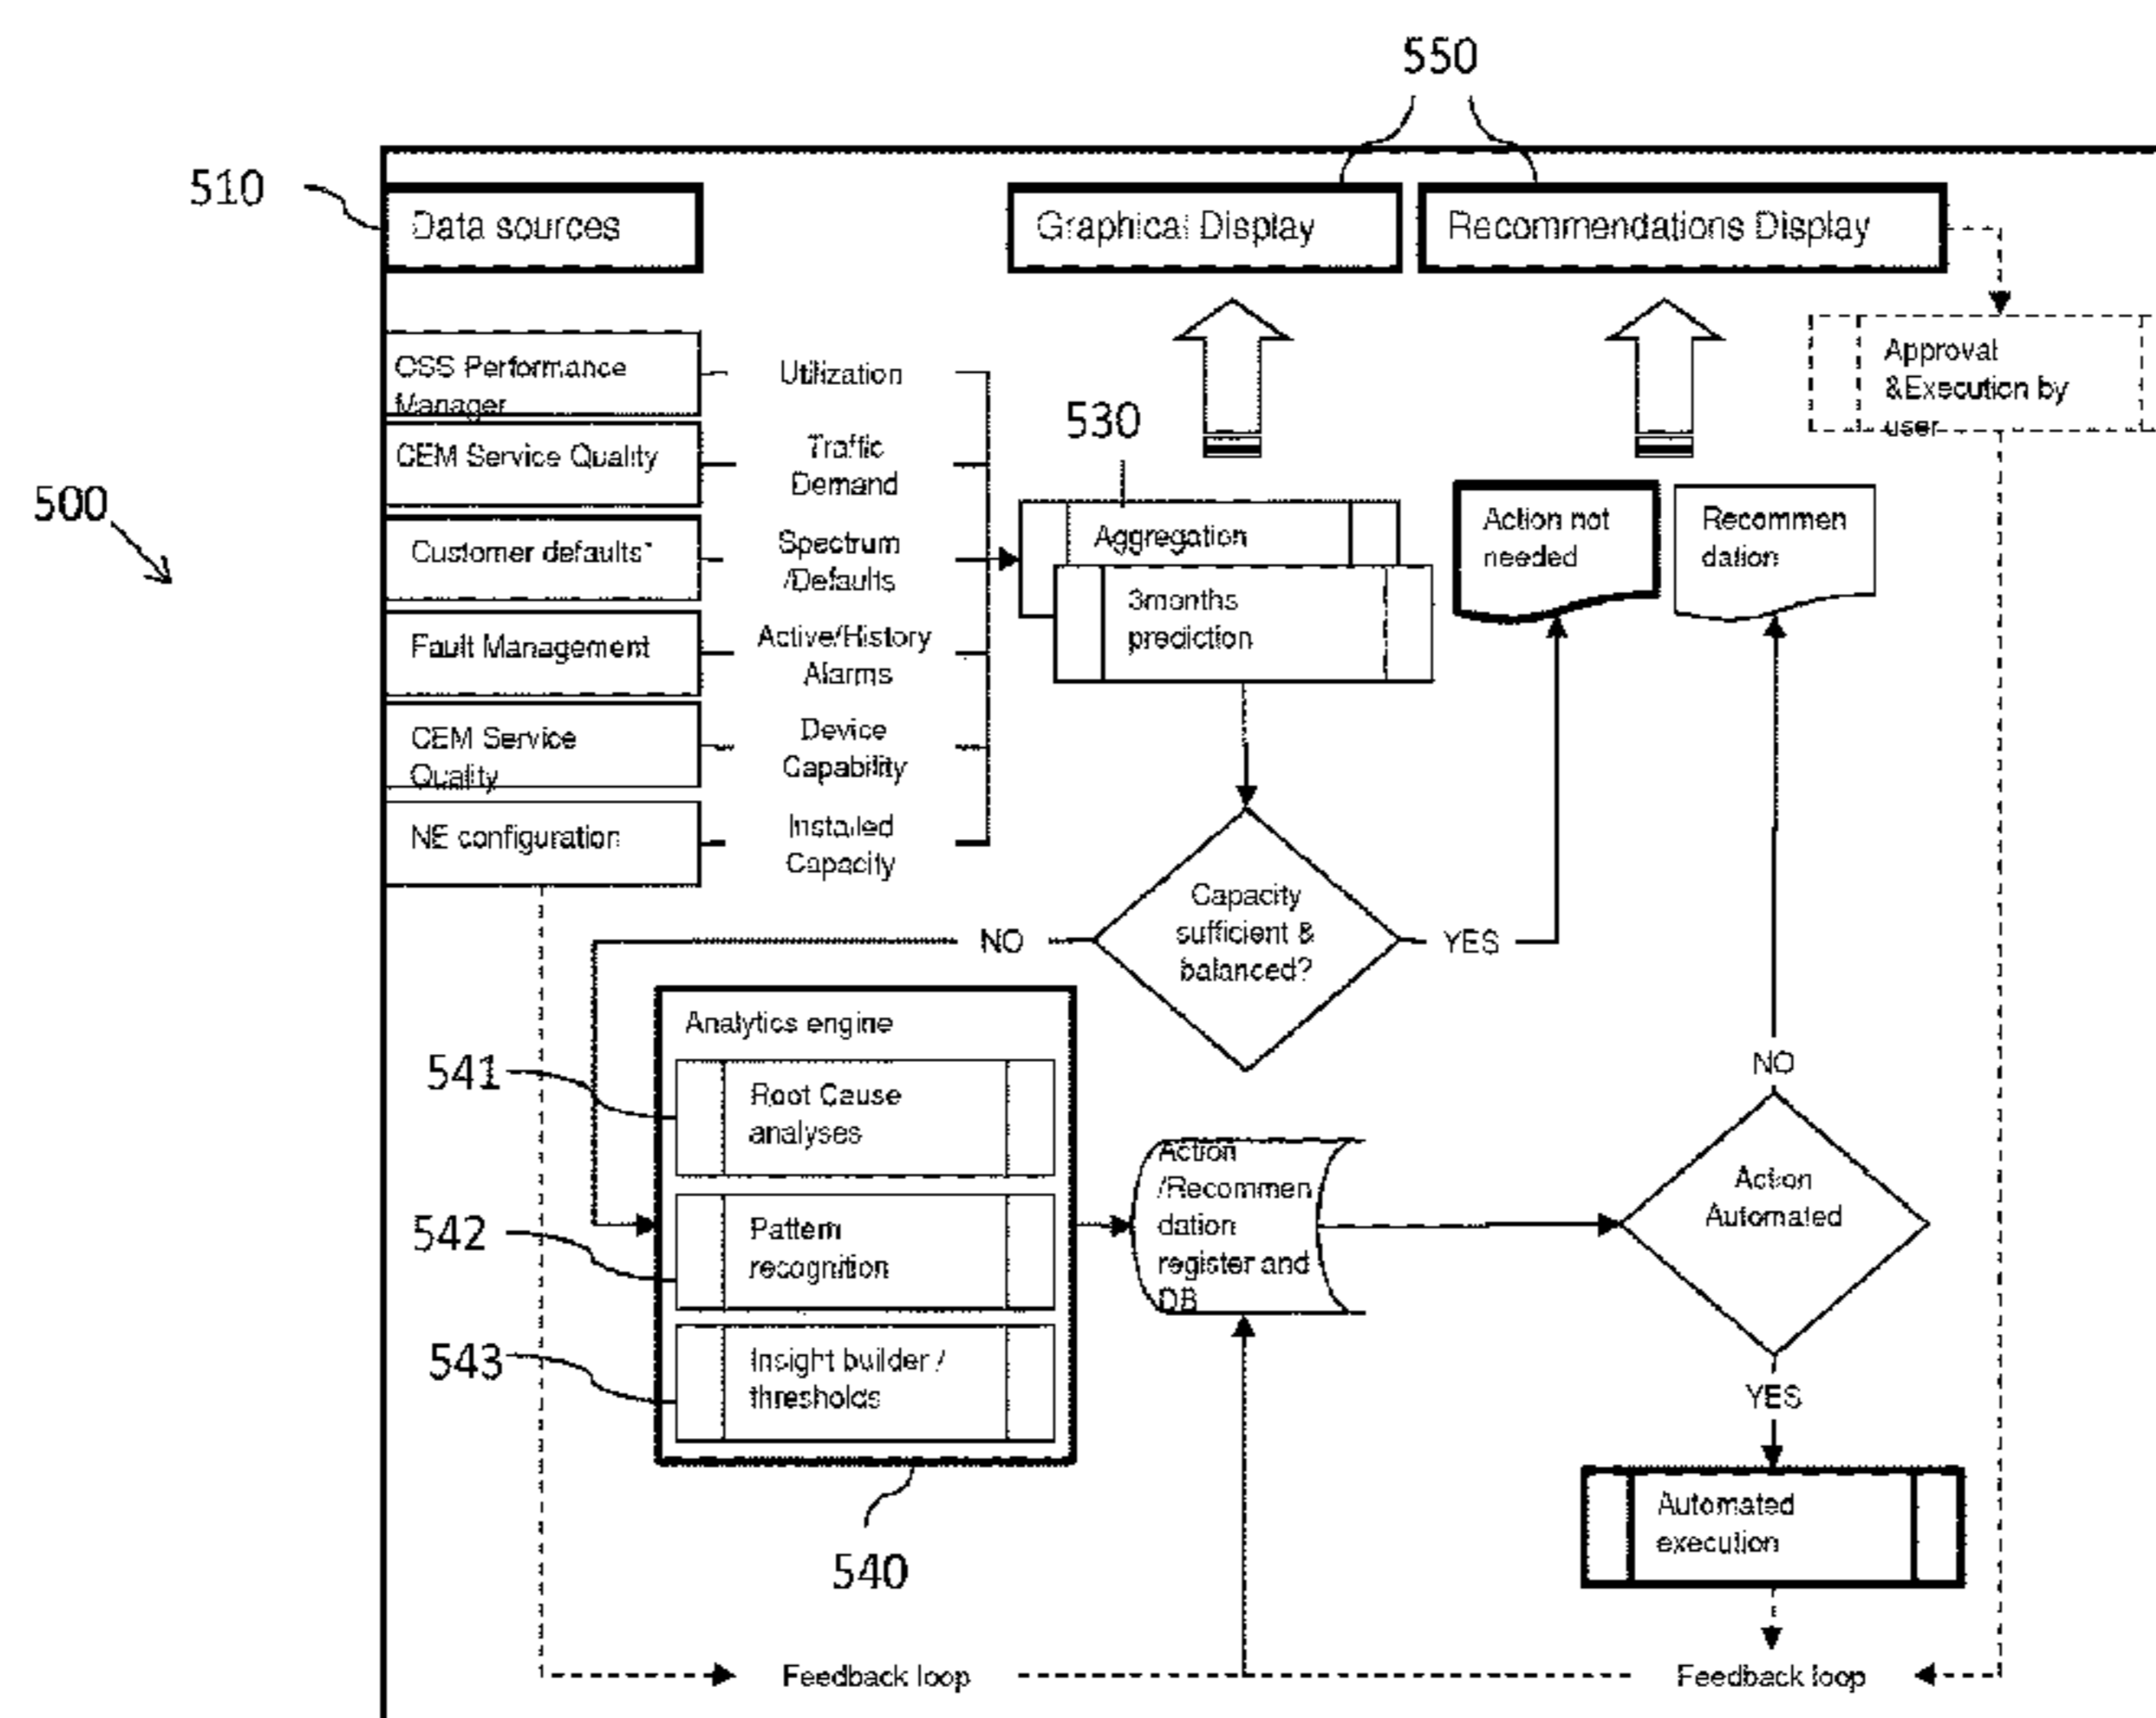 550
510
Data sources
Graphical Display
Recommendations Display
OSS Performance
Manager
Utilization
Approval
&Execution by
user
530
CEM Service Quality
Traffic
Demand
500
Customer defaults*
Spectrum
/Defaults
Aggregation
3months
prediction
Action not
needed
Recommen
dation
Fault Management
Active/History
Alarms
CEM Service
Quality
Device
Capability
NE configuration
Installed
Capacity
Capacity
sufficient &
balanced?
NO
YES
Analytics engine
541
Root Cause
analyses
542
Pattern
recognition
543
Insight builder /
thresholds
540
Action
/Recommen
dation
register and
DB
NO
Action
Automated
YES
Automated
execution
Feedback loop
Feedback loop